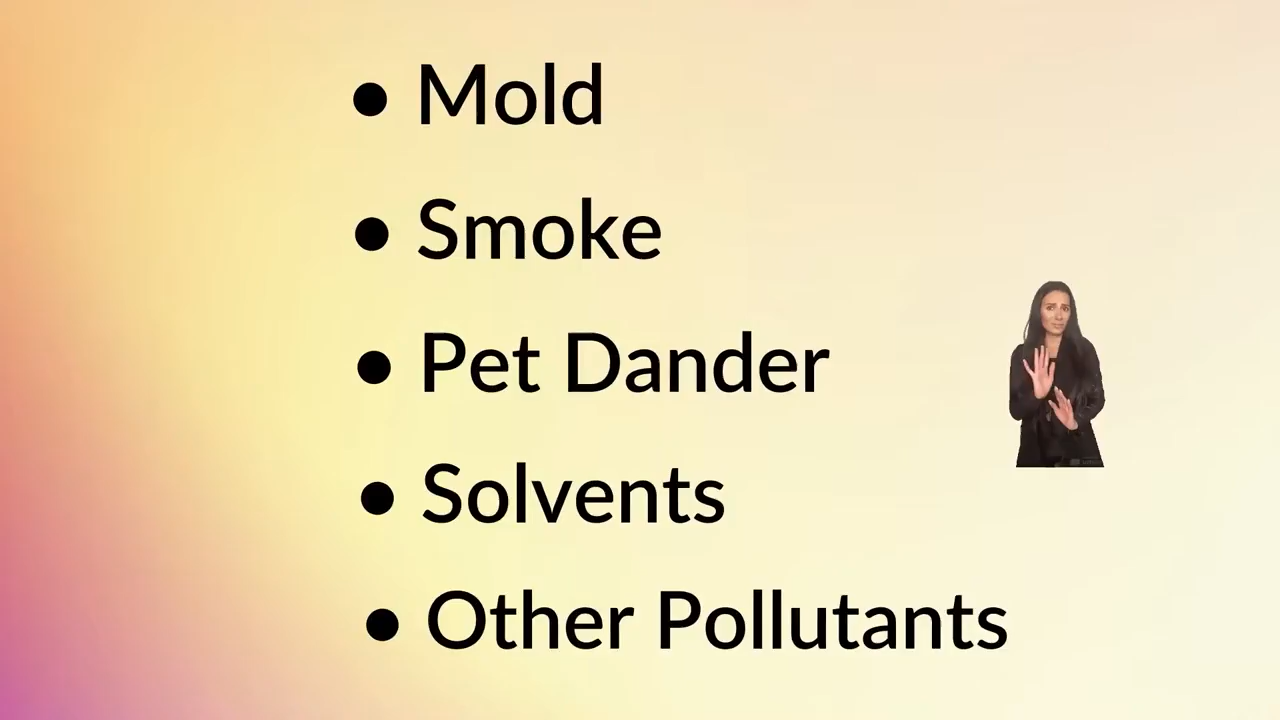 • Mold
• Smoke
• Pet Dander
• Solvents
• Other Pollutants